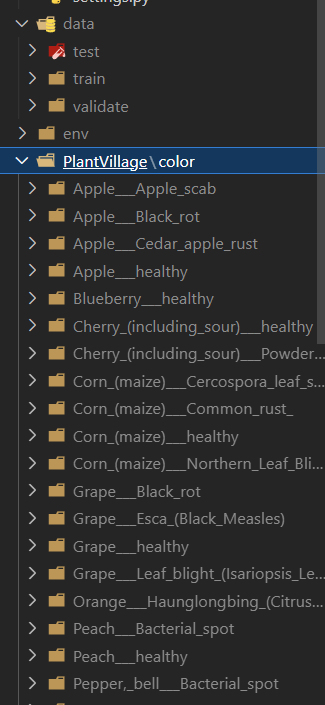 settings.py
data
test
train
validate
env
PlantVillage\color
Apple___Apple_scab
Apple___Black_rot
Apple___Cedar_apple_rust
Apple___healthy
Blueberry___healthy
Cherry_(including_sour)___healthy
Cherry_(including_sour)___Powder...
Corn_(maize)___Cercospora_leaf_s...
Corn_(maize)___Common_rust_
Corn_(maize)___healthy
Corn_(maize)___Northern_Leaf_Bli...
Grape___Black_rot
Grape___Esca_(Black_Measles)
Grape___healthy
Grape___Leaf_blight_(Isariopsis_Le...
Orange___Haunglongbing_(Citrus...
Peach___Bacterial_spot
Peach___healthy
Pepper,_bell___Bacterial_spot